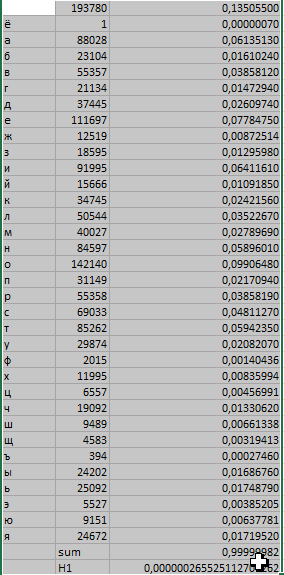 193780 0,13505500
ё 1 0,00000070
а 88028 0,06135130
б 23104 0,01610240
в 55357 0,03858120
г 21134 0,01472940
д 37445 0,02609740
е 111697 0,07784750
ж 12519 0,00872514
з 18595 0,01295980
и 91995 0,06411610
й 15666 0,01091850
к 34745 0,02421560
л 50544 0,03522670
м 40027 0,02789690
н 84597 0,05896010
о 142140 0,09906480
п 31149 0,02170940
р 55358 0,03858190
с 69033 0,04811270
т 85262 0,05942350
у 29874 0,02082070
ф 2015 0,00140436
х 11995 0,00835994
ц 6557 0,00456991
ч 19092 0,01330620
ш 9489 0,00661338
щ 4583 0,00319413
ъ 394 0,00027460
ы 24202 0,01686760
ь 25092 0,01748790
э 5527 0,00385205
ю 9151 0,00637781
я 24672 0,01719520
sum 0,99999982
H1